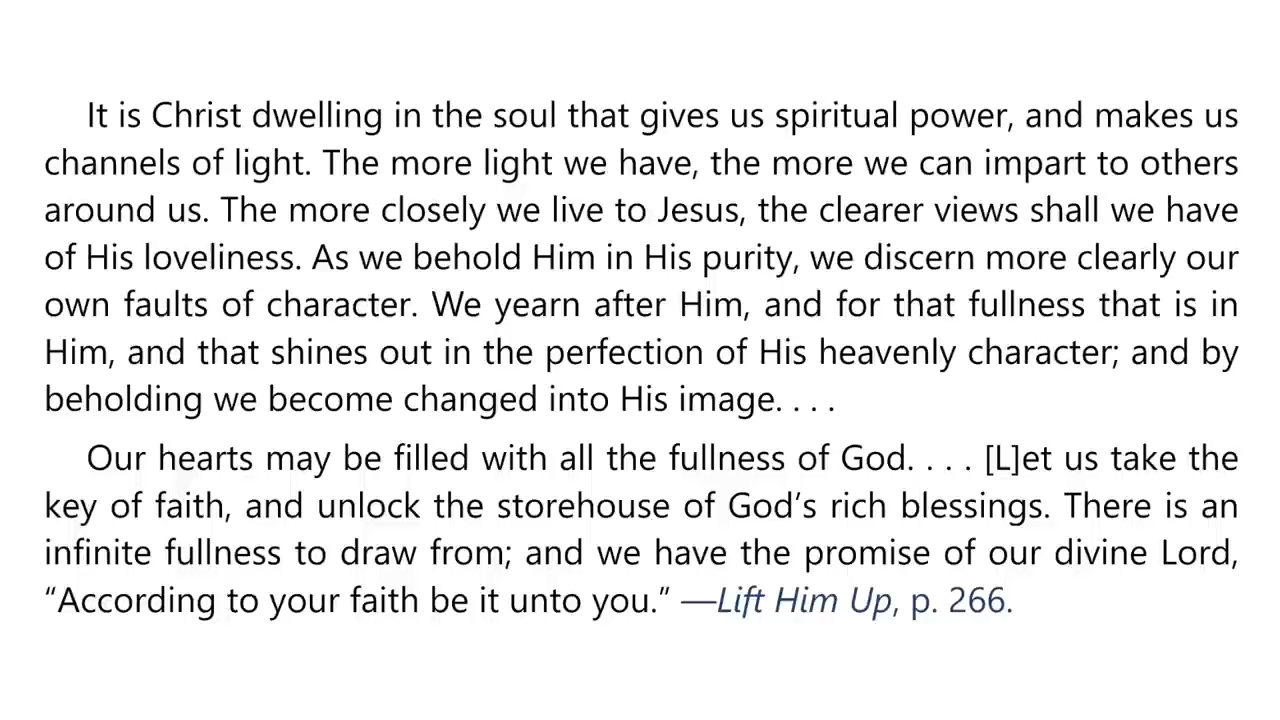 It is Christ dwelling in the soul that gives us spiritual power, and makes us
channels of light. The more light we have, the more we can impart to others
around us. The more closely we live to Jesus, the clearer views shall we have
of His loveliness. As we behold Him in His purity, we discern more clearly our
own faults of character. We yearn after Him, and for that fullness that is in
Him, and that shines out in the perfection of His heavenly character; and by
beholding we become changed into His image. . . .
Our hearts may be filled with all the fullness of God. . . . [L]et us take the
key of faith, and unlock the storehouse of God’s rich blessings. There is an
infinite fullness to draw from; and we have the promise of our divine Lord,
“According to your faith be it unto you.” —Lift Him Up, p. 266.